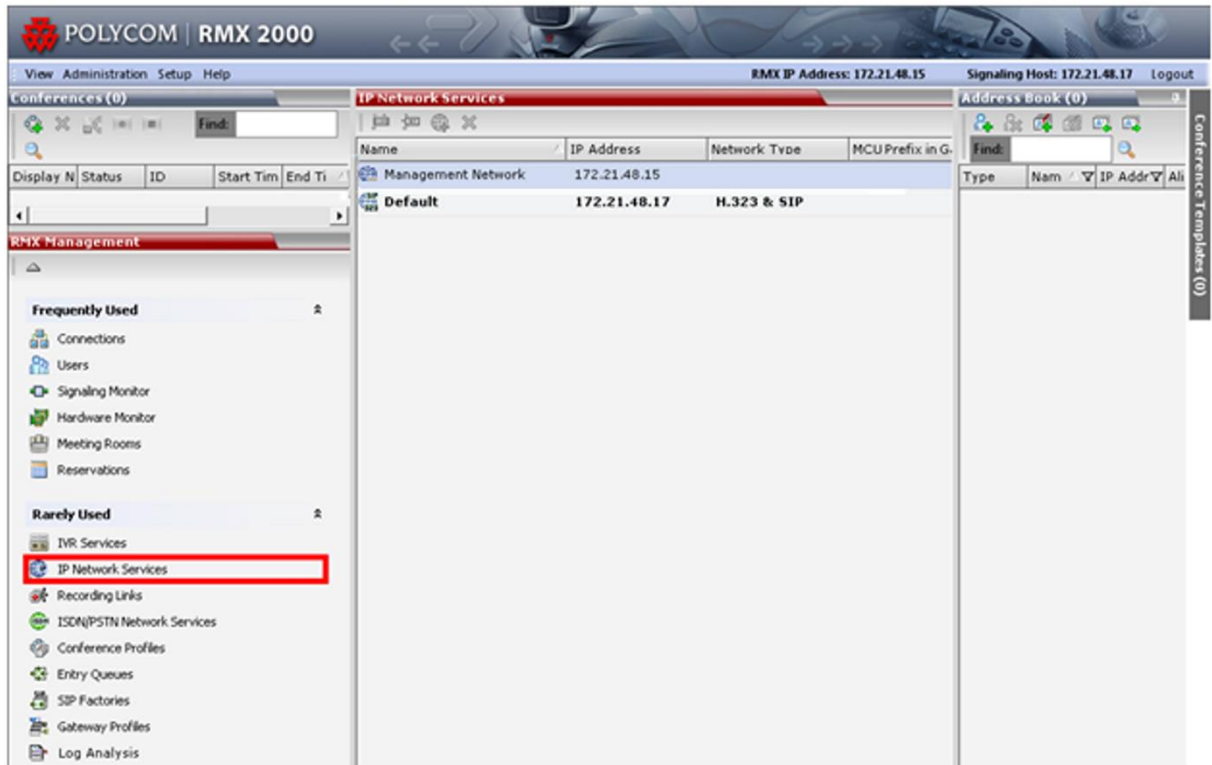 POLYCOM | RMX 2000
View Administration Setup Help RMX IP Address: 172.21.48.15 Signaling Host: 172.21.48.17 Logout
Conferences (0)
Find:
Display N Status ID Start Tim End Ti
RMX Management
Frequently Used
Connections
Users
Signaling Monitor
Hardware Monitor
Meeting Rooms
Reservations
Rarely Used
IVR Services
IP Network Services
Recording Links
ISDN/PSTN Network Services
Conference Profiles
Entry Queues
SIP Factories
Gateway Profiles
Log Analysis
IP Network Services
Name IP Address Network Type MCU Prefix in G
Management Network 172.21.48.15
Default 172.21.48.17 H.323 & SIP
Address Book (0)
Find:
Type Nam IP Addr Ali
Conference Templates (0)